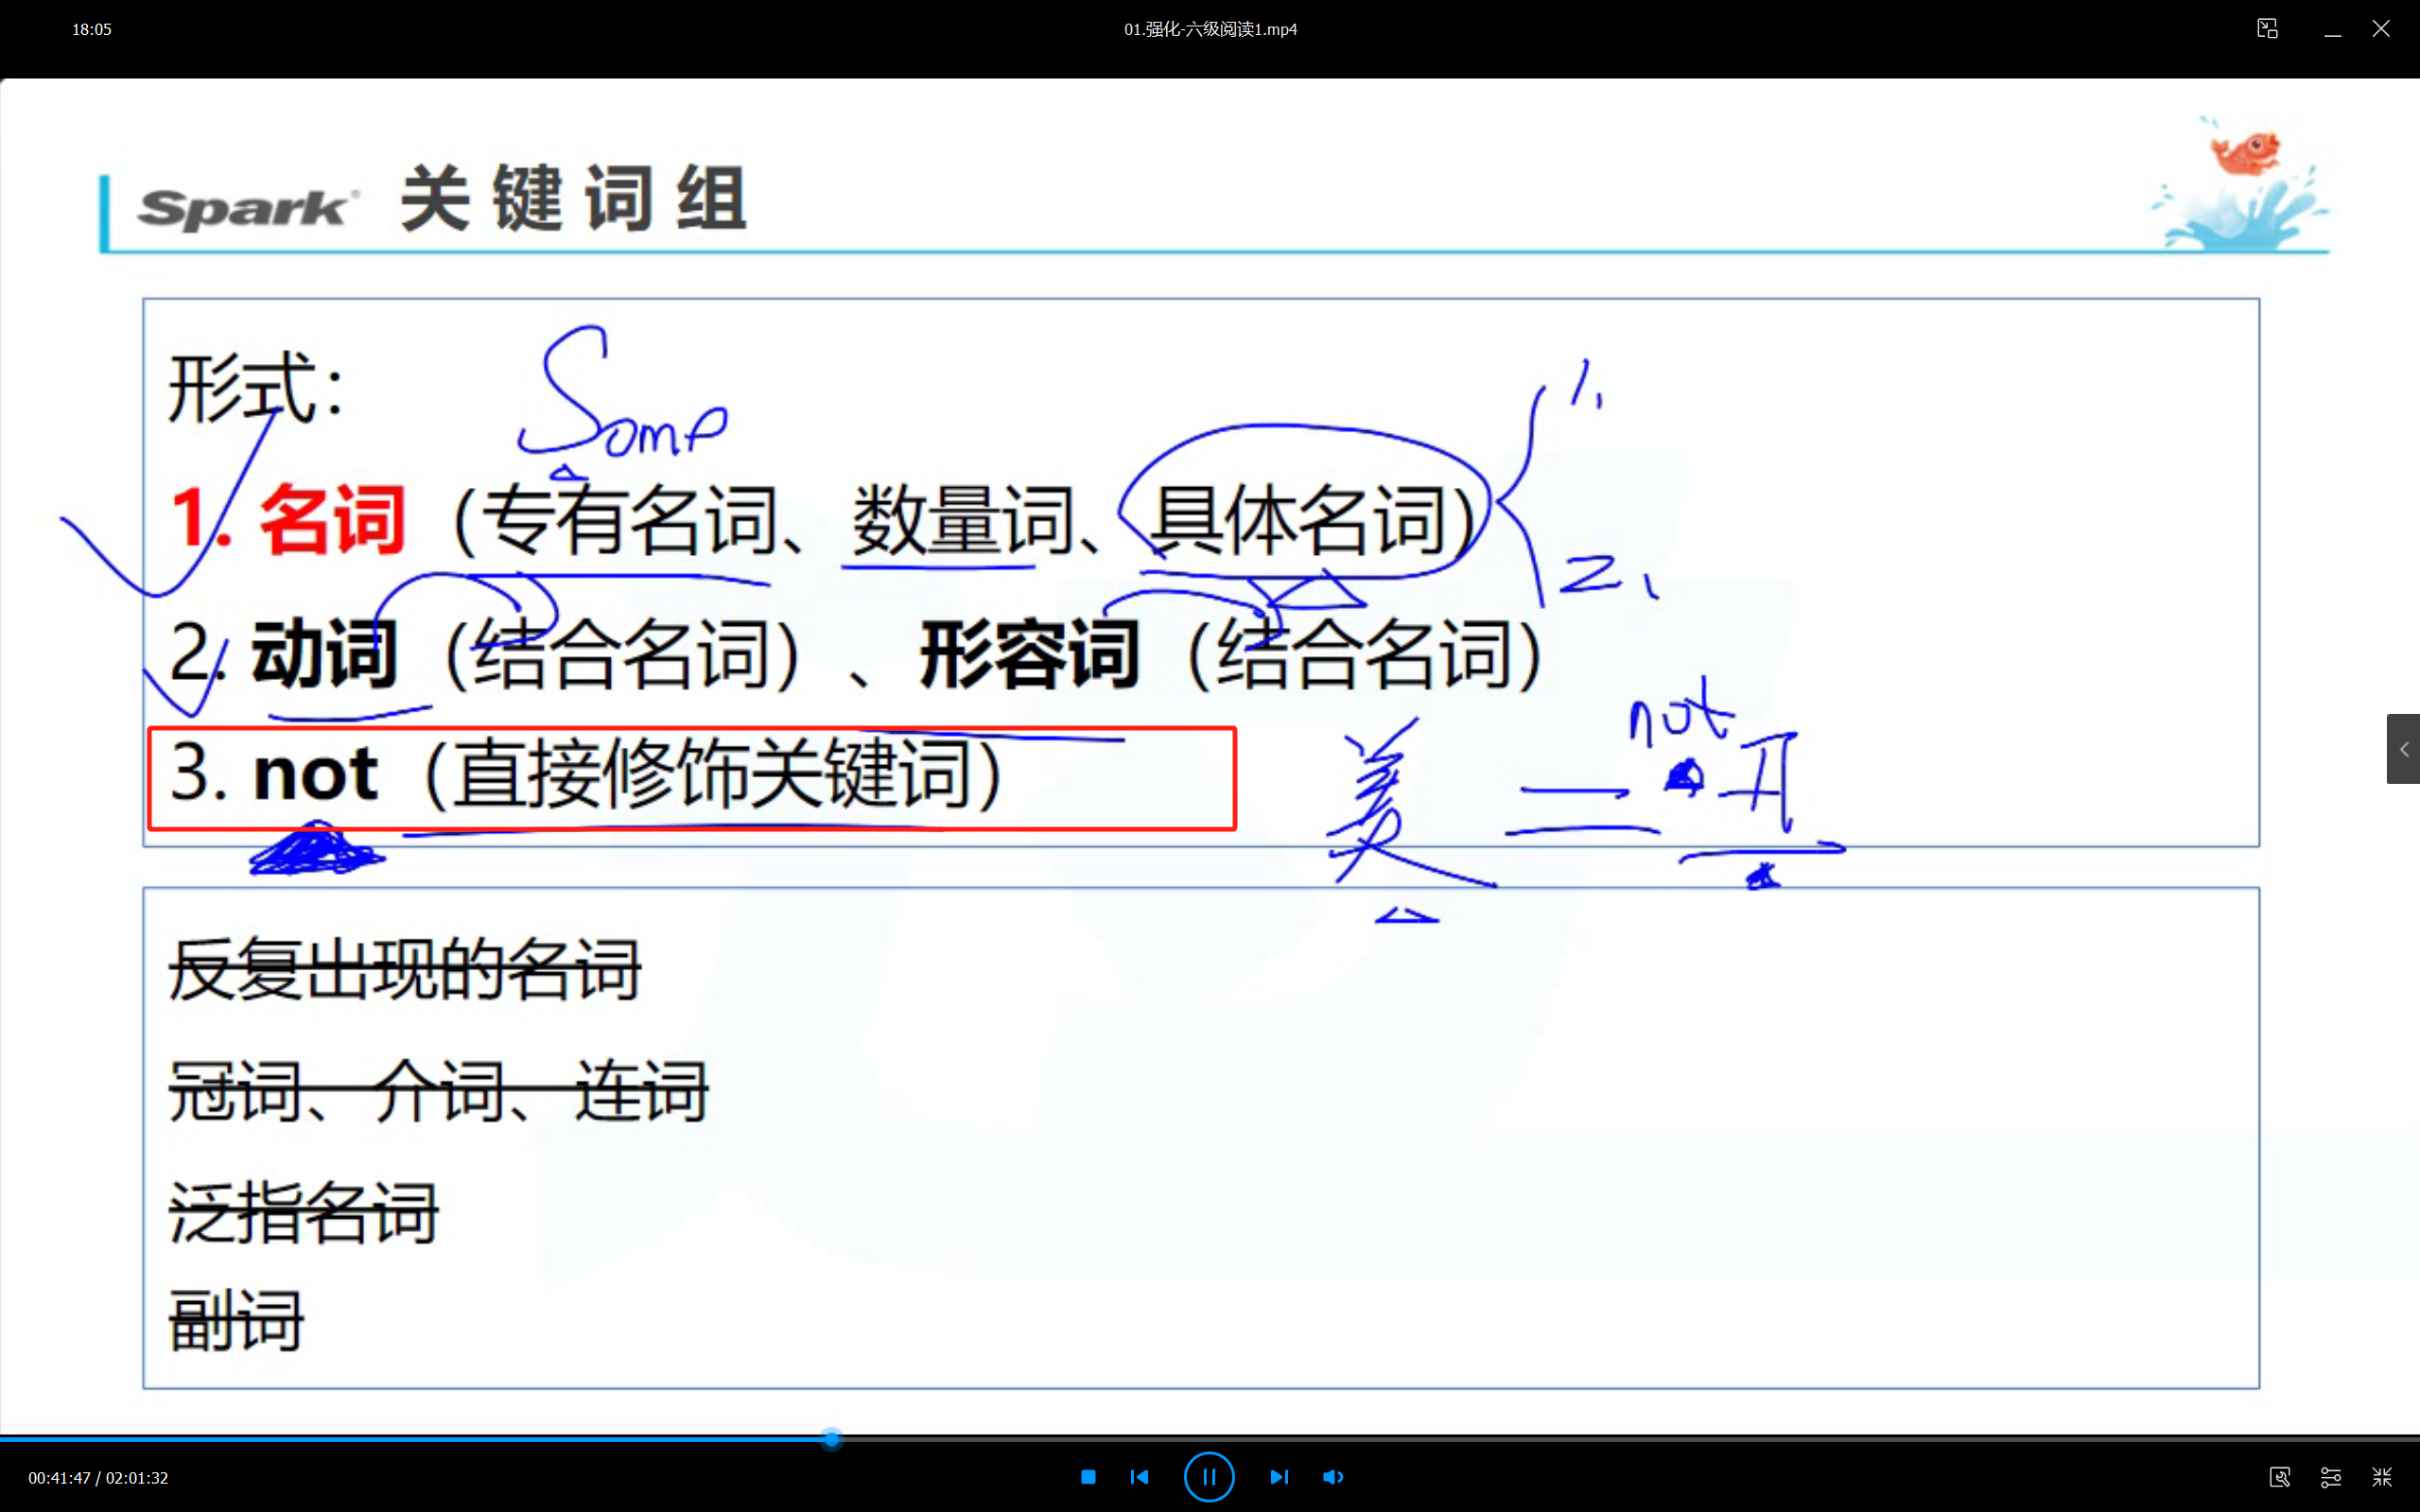 18:05
01.强化-六级阅读1.mp4
Spark 关键词组
形式：
Some
1.
1. 名词（专有名词、数量词、具体名词）
2.
2. 动词（结合名词）、形容词（结合名词）
not
3. not（直接修饰关键词）
反复出现的名词
冠词、介词、连词
泛指名词
副词
00:41:47 / 02:01:32